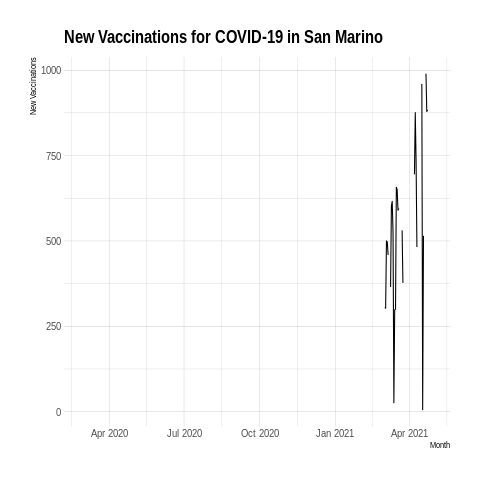 New Vaccinations for COVID-19 in San Marino
New Vaccinations
1000
750
500
250
0
Apr 2020 Jul 2020 Oct 2020 Jan 2021 Apr 2021
Month